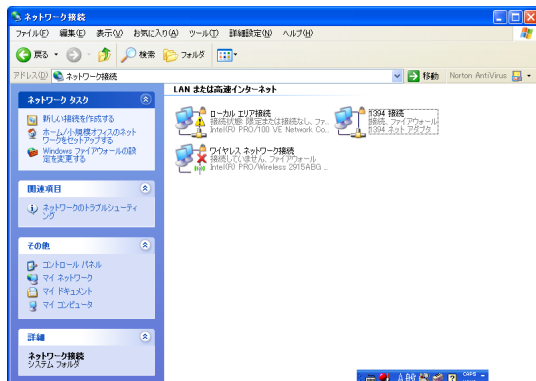 ネットワーク接続
ファイル(F) 編集(E) 表示(V) お気に入り(A) ツール(T) 詳細設定(N) ヘルプ(H)
戻る 検索 フォルダ
アドレス(D) ネットワーク接続 移動 Norton AntiVirus
ネットワーク タスク
新しい接続を作成する
ホーム/小規模オフィスのネット
ワークをセットアップする
Windows ファイアウォールの設
定を変更する
関連項目
ネットワークのトラブルシューティ
ング
その他
コントロール パネル
マイ ネットワーク
マイ ドキュメント
マイ コンピュータ
詳細
ネットワーク接続
システム フォルダ
LAN または高速インターネット
ローカル エリア接続
接続状態: 限定または接続なし、ファ...
Intel(R) PRO/100 VE Network Co...
1394 接続
接続、ファイアウォール
1394 ネット アダプタ
ワイヤレス ネットワーク接続
接続していません、ファイアウォール
Intel(R) PRO/Wireless 2915ABG ...
A 般 CAPS